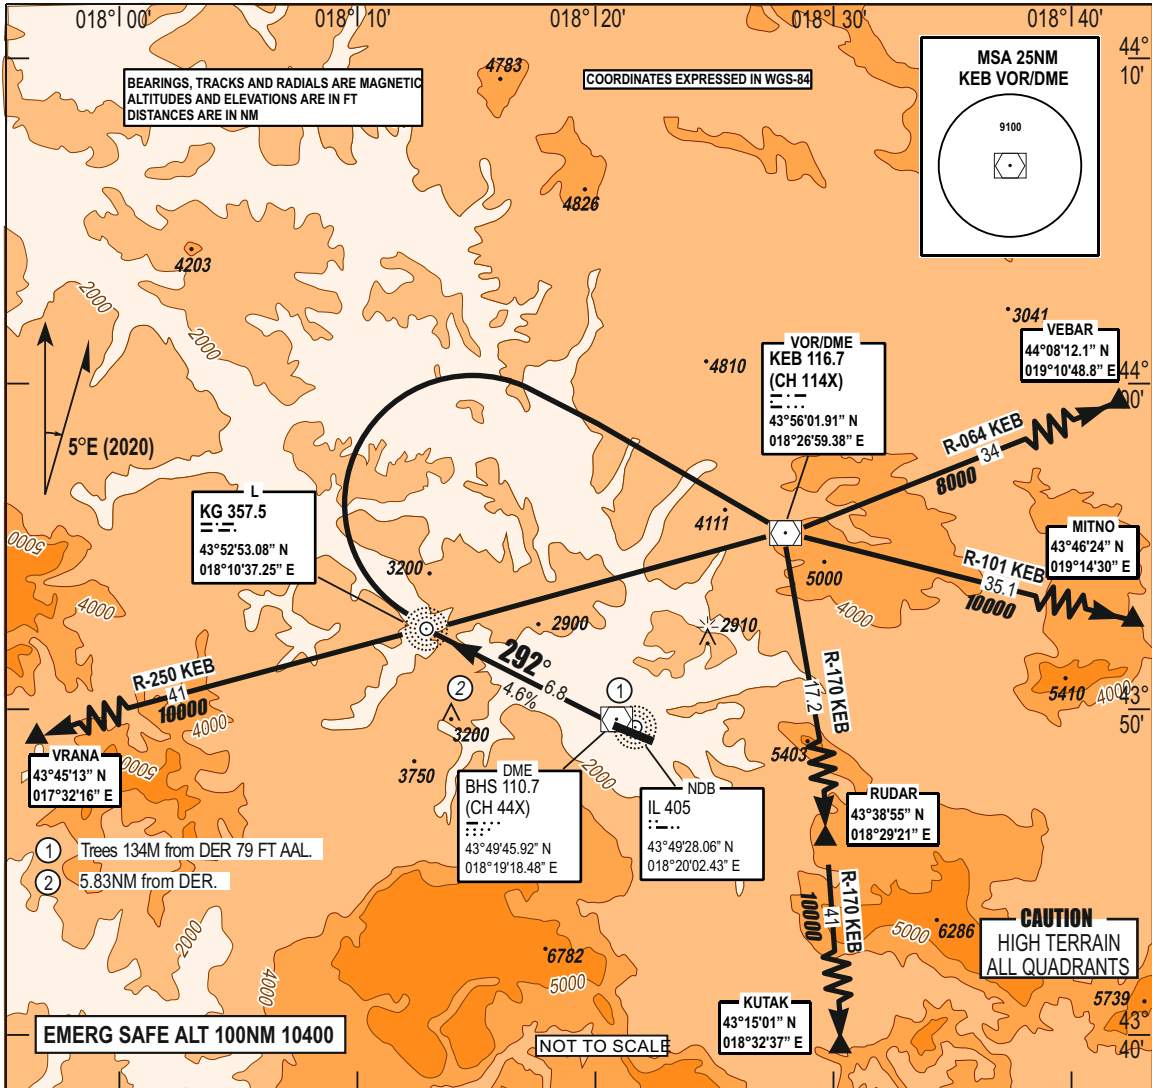 018° 00'
018° 10'
018° 20'
018° 30'
018° 40'
44°
10'
BEARINGS, TRACKS AND RADIALS ARE MAGNETIC
ALTITUDES AND ELEVATIONS ARE IN FT
DISTANCES ARE IN NM
4783
COORDINATES EXPRESSED IN WGS-84
MSA 25NM
KEB VOR/DME
9100
4826
4203
2000
2000
3041
VEBAR
44°08'12.1” N
019°10'48.8” E
44°
00'
VOR/DME
KEB 116.7
(CH 114X)
43°56'01.91” N
018°26'59.38” E
4810
5°E (2020)
R-064 KEB
34
8000
L
KG 357.5
43°52'53.08” N
018°10'37.25” E
4111
MITNO
43°46'24” N
019°14'30” E
R-101 KEB
35.1
10000
5000
3200
5000
4000
4000
2900
2910
292°
6.8
4.6%
R-250 KEB
41
10000
4000
R-170 KEB
17.2
5410
4000
43°
50'
2
1
3200
5403
VRANA
43°45'13” N
017°32'16” E
5000
3750
2000
DME
BHS 110.7
(CH 44X)
43°49'45.92” N
018°19'18.48” E
NDB
IL 405
43°49'28.06” N
018°20'02.43” E
RUDAR
43°38'55” N
018°29'21” E
1 Trees 134M from DER 79 FT AAL.
2 5.83NM from DER.
R-170 KEB
41
10000
2000
4000
6782
5000
5000
6286
CAUTION
HIGH TERRAIN
ALL QUADRANTS
5739
KUTAK
43°15'01” N
018°32'37” E
43°
40'
EMERG SAFE ALT 100NM 10400
NOT TO SCALE